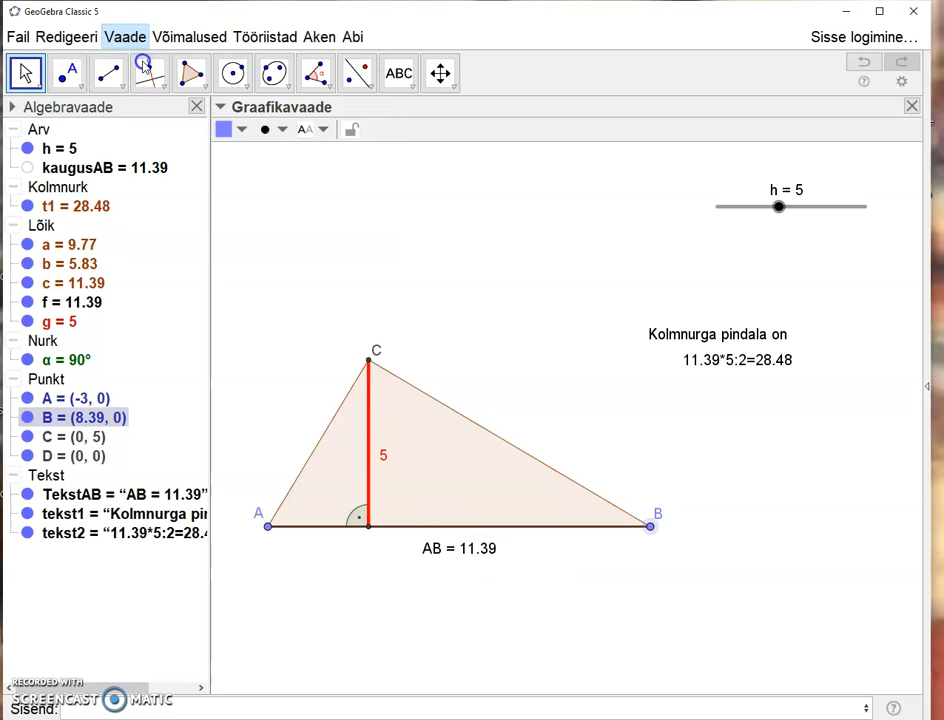 GeoGebra Classic 5
Fail Redigeeri Vaade Võimalused Tööriistad Aken Abi
Sisse logimine...
ABC
Algebravaade
Graafikavaade
AA
Arv
h = 5
kaugusAB = 11.39
Kolmnurk
t1 = 28.48
Lõik
a = 9.77
b = 5.83
c = 11.39
f = 11.39
g = 5
Nurk
α = 90°
Punkt
A = (-3, 0)
B = (8.39, 0)
C = (0, 5)
D = (0, 0)
Tekst
TekstAB = “AB = 11.39”
tekst1 = “Kolmnurga pi
tekst2 = “11.39*5:2=28.4
h = 5
Kolmnurga pindala on
11.39*5:2=28.48
C
5
A
B
AB = 11.39
RECORDED WITH
SCREENCAST MATIC
Sisend: